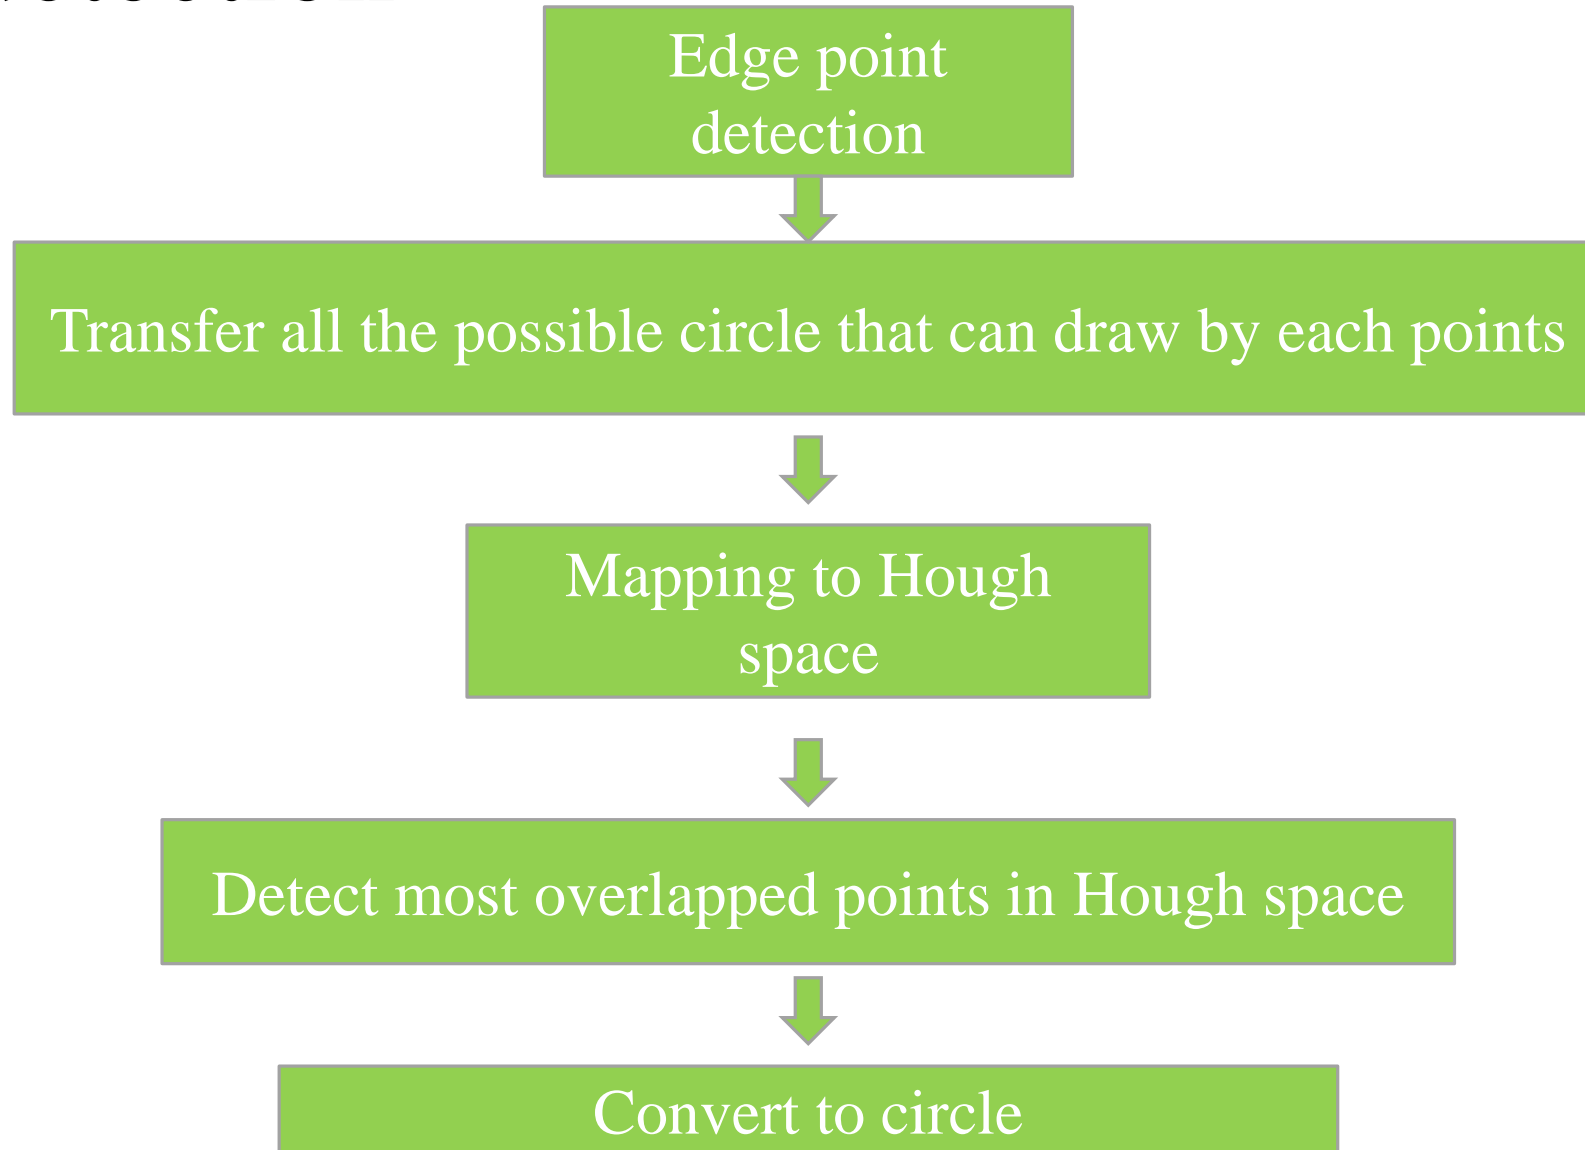 Edge point
detection
Transfer all the possible circle that can draw by each points
Mapping to Hough
space
Detect most overlapped points in Hough space
Convert to circle